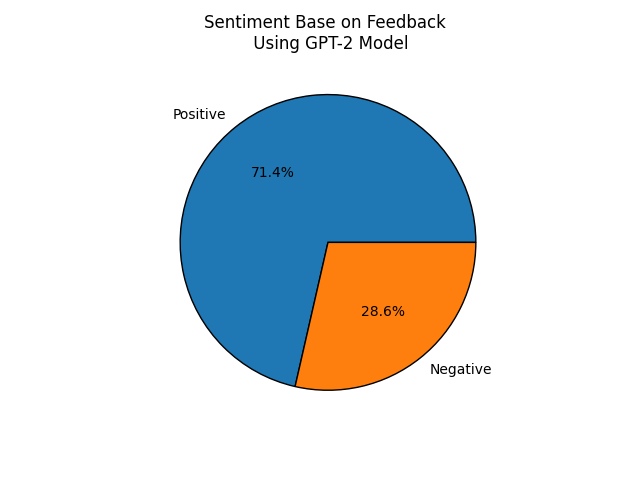 Sentiment Base on Feedback
Using GPT-2 Model
Positive
71.4%
28.6%
Negative